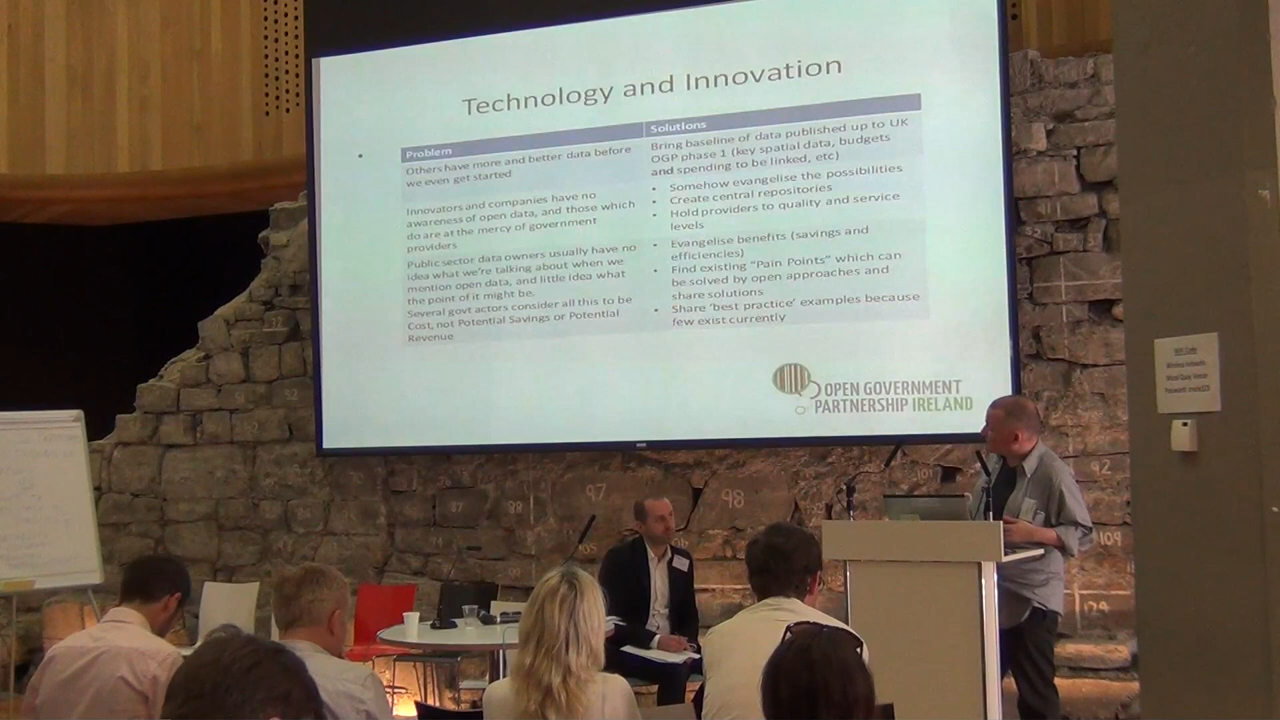 Technology and Innovation
Problem
Solutions
Others have more and better data before
we even get started
Bring baseline of data published up to UK
OGP phase 1 (key spatial data, budgets
and spending to be linked, etc)
Innovators and companies have no
awareness of open data, and those which
do are at the mercy of government
providers
• Somehow evangelise the possibilities
• Create central repositories
• Hold providers to quality and service
levels
Public sector data owners usually have no
idea what we're talking about when we
mention open data, and little idea what
the point of it might be.
Several govt actors consider all this to be
Cost, not Potential Savings or Potential
Revenue
• Evangelise benefits (savings and
efficiencies)
• Find existing "Pain Points" which can
be solved by open approaches and
share solutions
• Share 'best practice' examples because
few exist currently
OPEN GOVERNMENT
PARTNERSHIP IRELAND
97
98
92
109